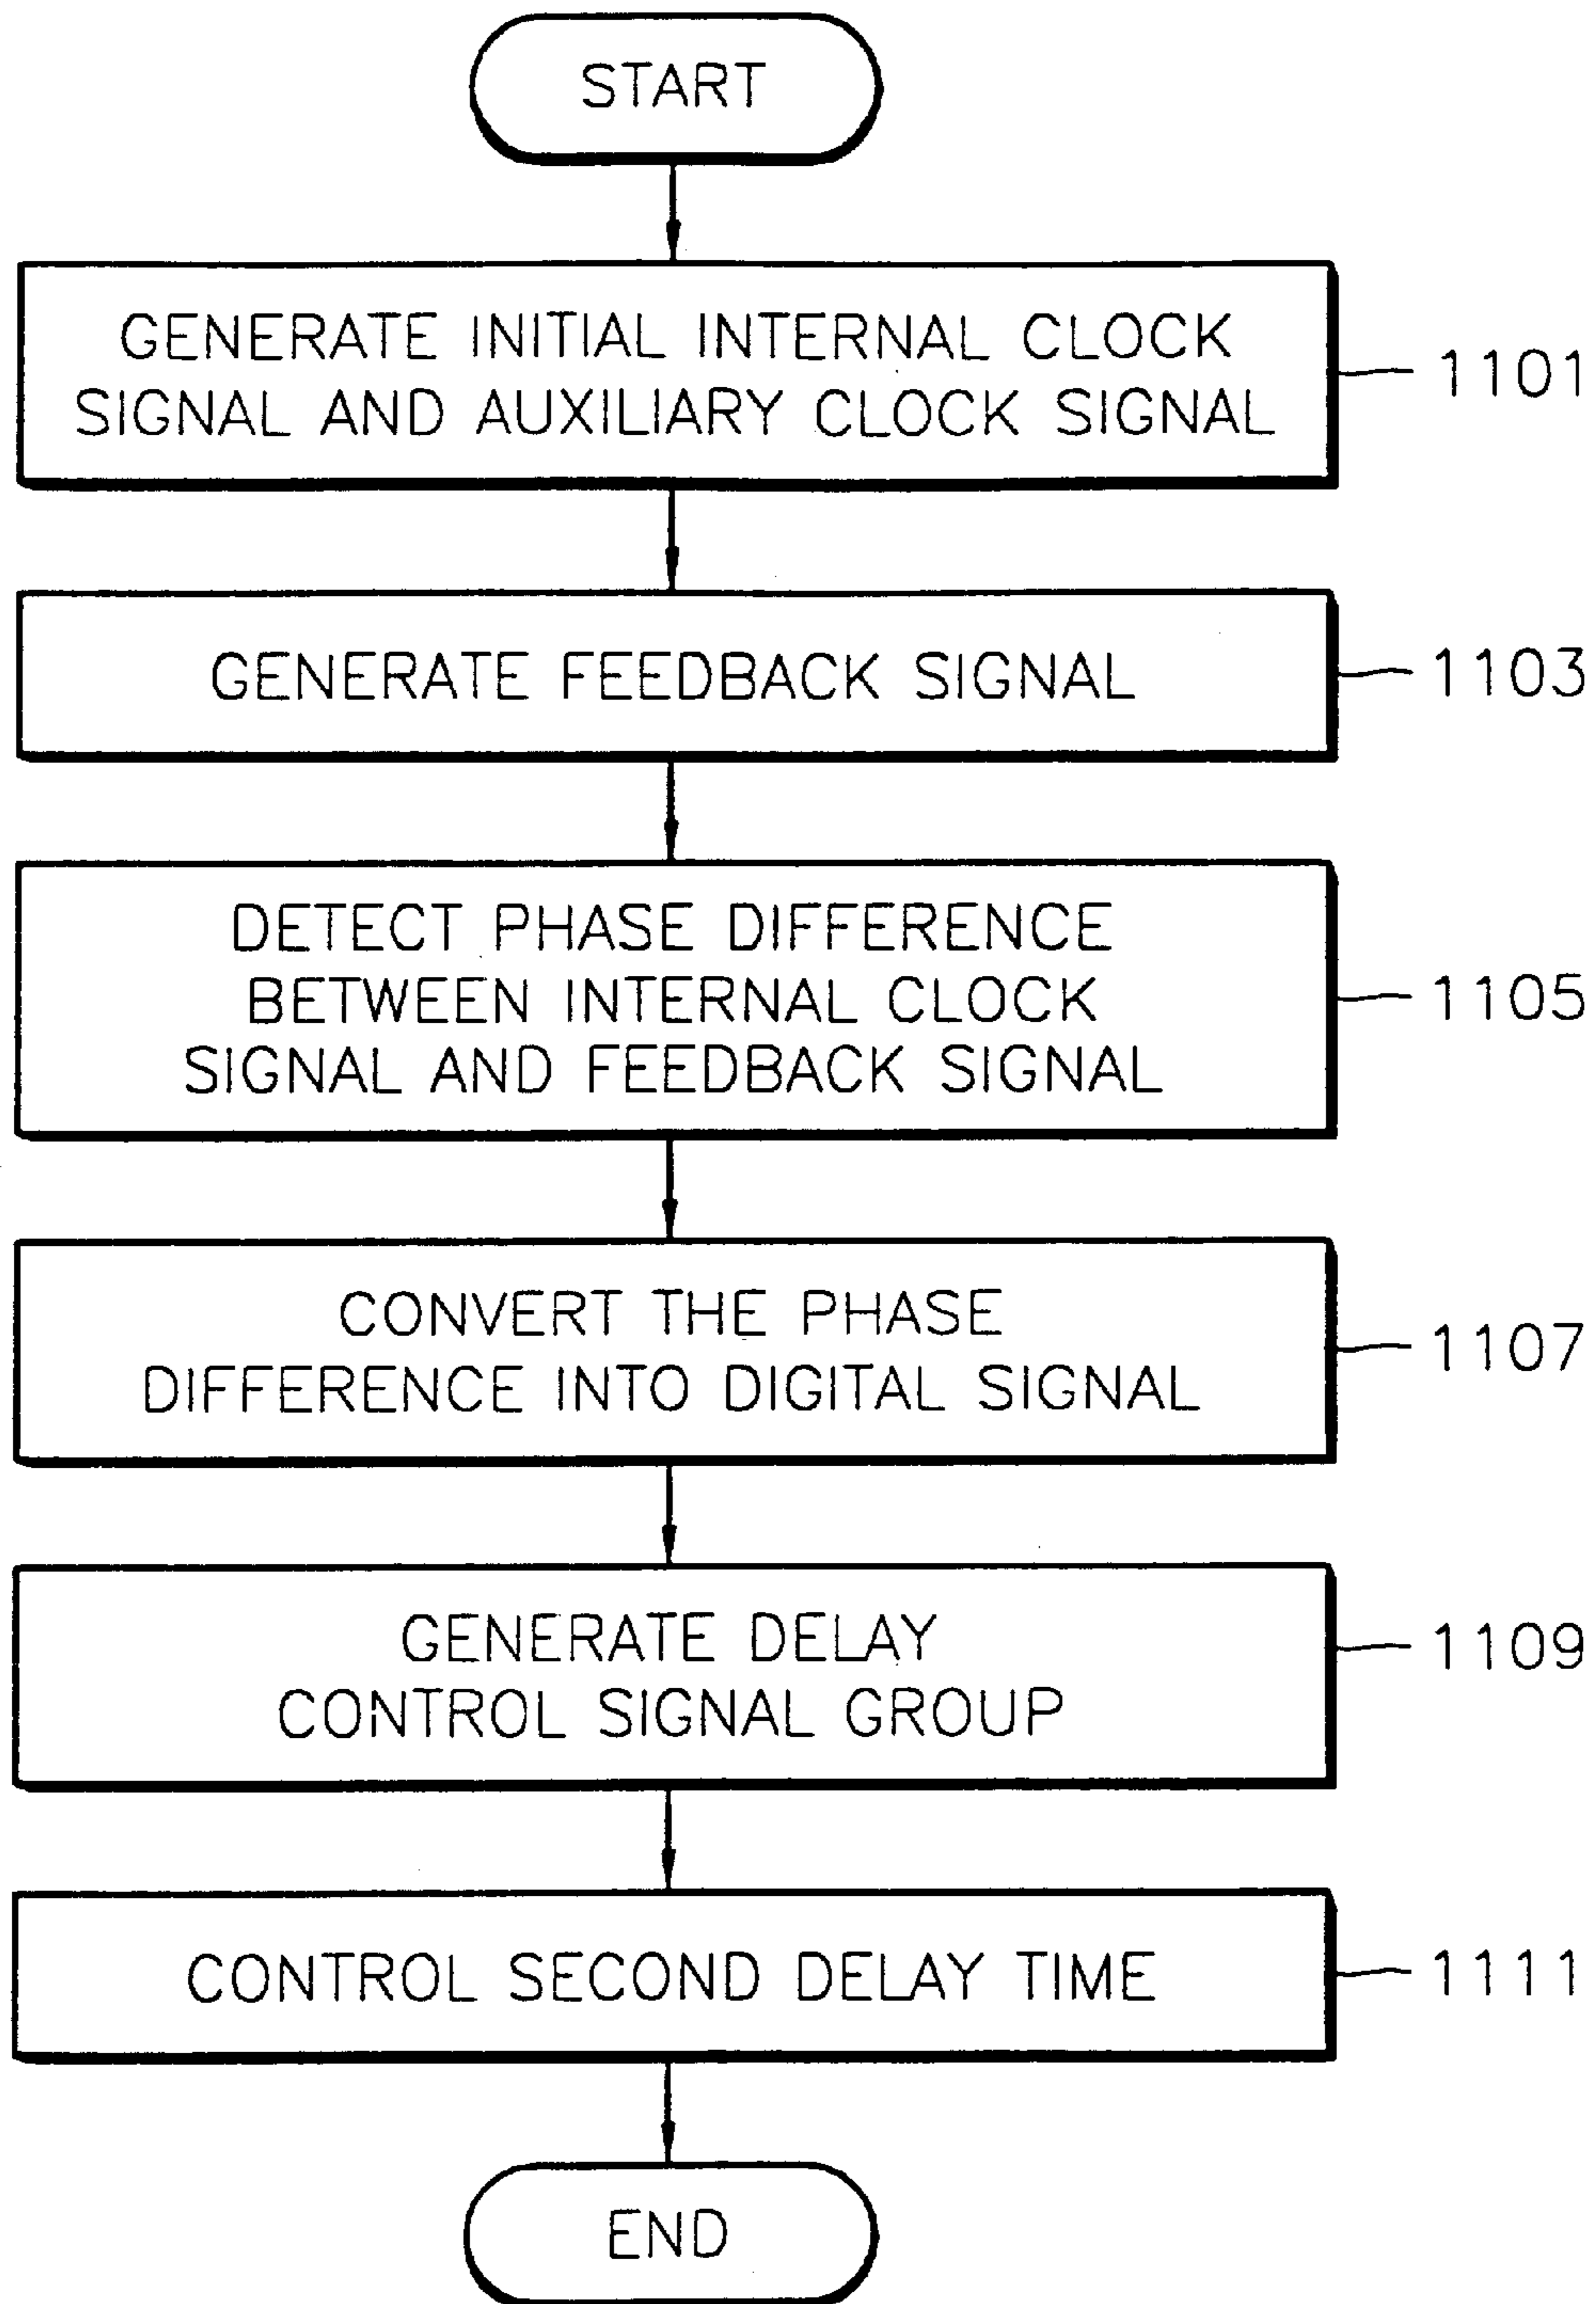 START
GENERATE INITIAL INTERNAL CLOCK
SIGNAL AND AUXILIARY CLOCK SIGNAL
1101
GENERATE FEEDBACK SIGNAL
1103
DETECT PHASE DIFFERENCE
BETWEEN INTERNAL CLOCK
SIGNAL AND FEEDBACK SIGNAL
1105
CONVERT THE PHASE
DIFFERENCE INTO DIGITAL SIGNAL
1107
GENERATE DELAY
CONTROL SIGNAL GROUP
1109
CONTROL SECOND DELAY TIME
1111
END